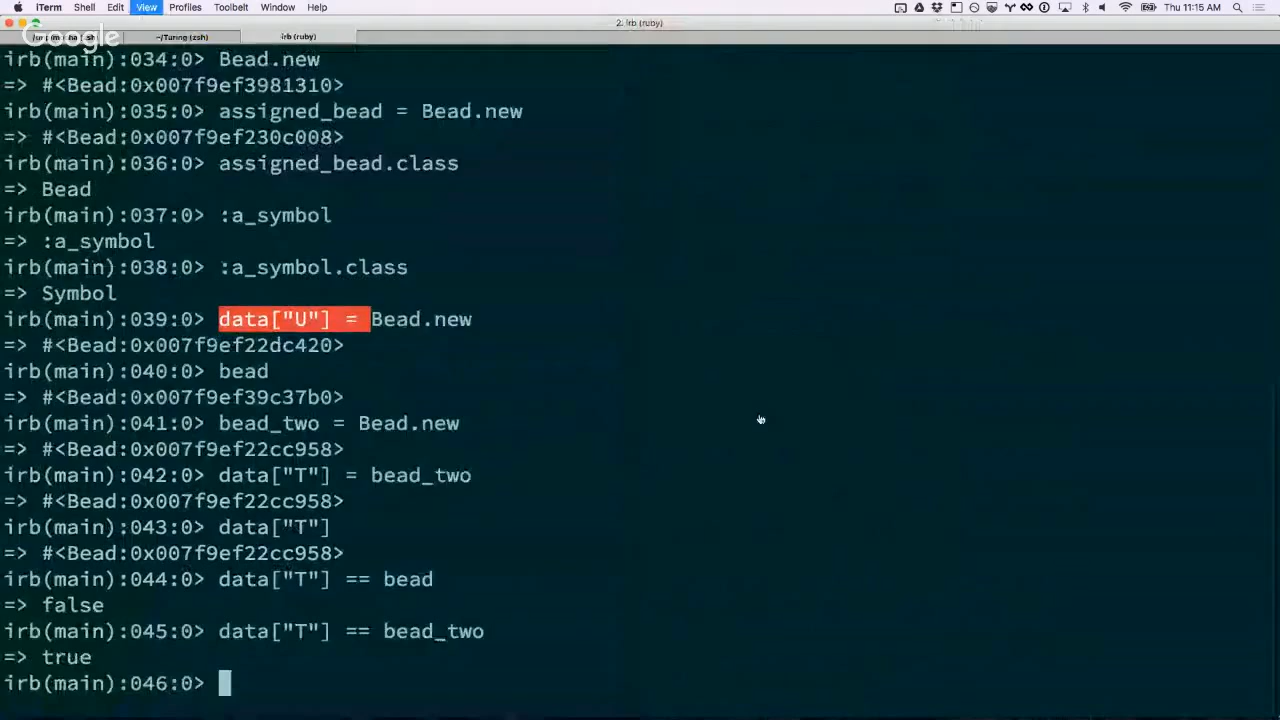 iTerm Shell Edit View Profiles Toolbelt Window Help Thu 11:15 AM
2. irb (ruby)
Google
~/Turing (zsh) irb (ruby)
irb(main):034:0> Bead.new
=> #<Bead:0x007f9ef3981310>
irb(main):035:0> assigned_bead = Bead.new
=> #<Bead:0x007f9ef230c008>
irb(main):036:0> assigned_bead.class
=> Bead
irb(main):037:0> :a_symbol
=> :a_symbol
irb(main):038:0> :a_symbol.class
=> Symbol
irb(main):039:0> data["U"] = Bead.new
=> #<Bead:0x007f9ef22dc420>
irb(main):040:0> bead
=> #<Bead:0x007f9ef39c37b0>
irb(main):041:0> bead_two = Bead.new
=> #<Bead:0x007f9ef22cc958>
irb(main):042:0> data["T"] = bead_two
=> #<Bead:0x007f9ef22cc958>
irb(main):043:0> data["T"]
=> #<Bead:0x007f9ef22cc958>
irb(main):044:0> data["T"] == bead
=> false
irb(main):045:0> data["T"] == bead_two
=> true
irb(main):046:0>